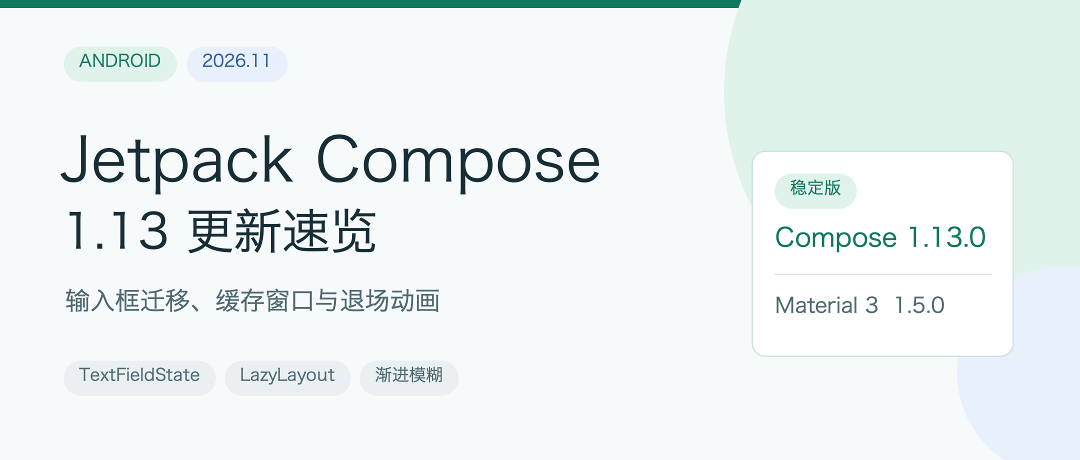 ANDROID
2026.11
Jetpack Compose
1.13 更新速览
输入框迁移、缓存窗口与退场动画
TextFieldState
LazyLayout
渐进模糊
稳定版
Compose 1.13.0
Material 3 1.5.0